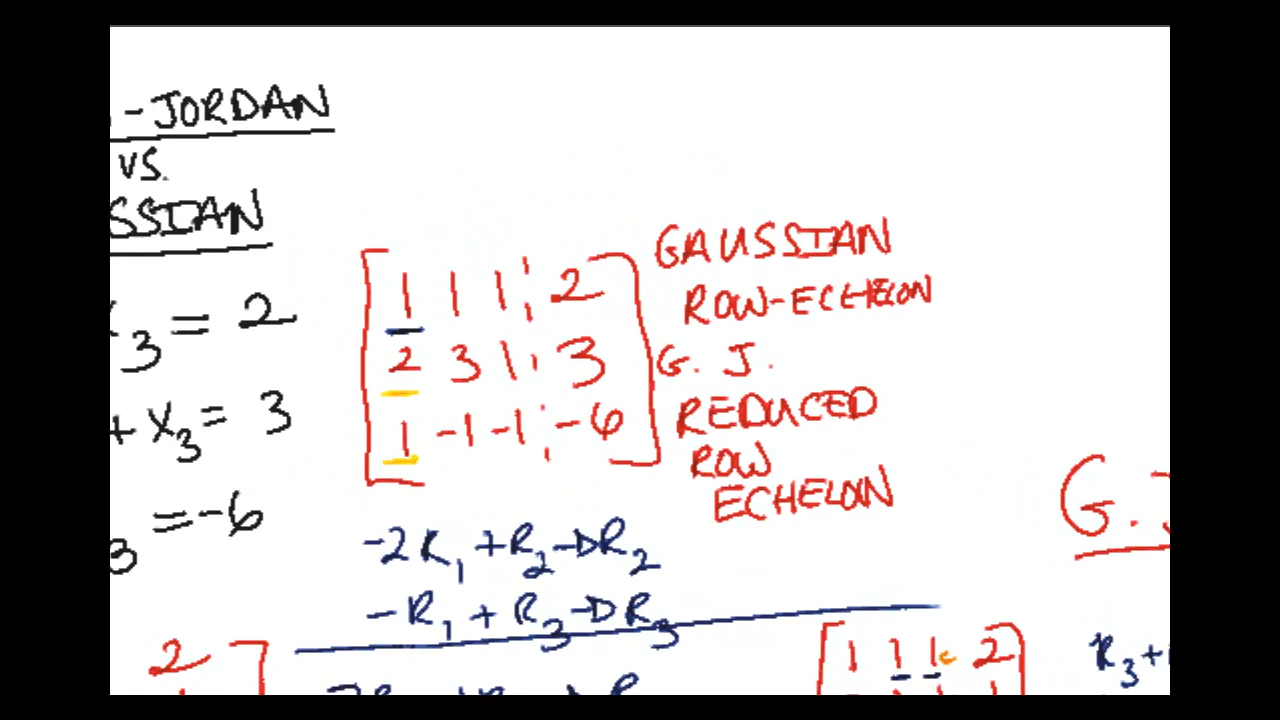 -JORDAN
VS.
SSIAN
3 = 2
+ X3 = 3
3 = -6
1 1 1 2
2 3 1 3
1 -1 -1 -6
GAUSSIAN
ROW-ECHELON
G. J.
REDUCED
ROW
ECHELON
-2R1 + R2 → R2
-R1 + R3 → R3
G.
2
1 1 1 2
R3 +